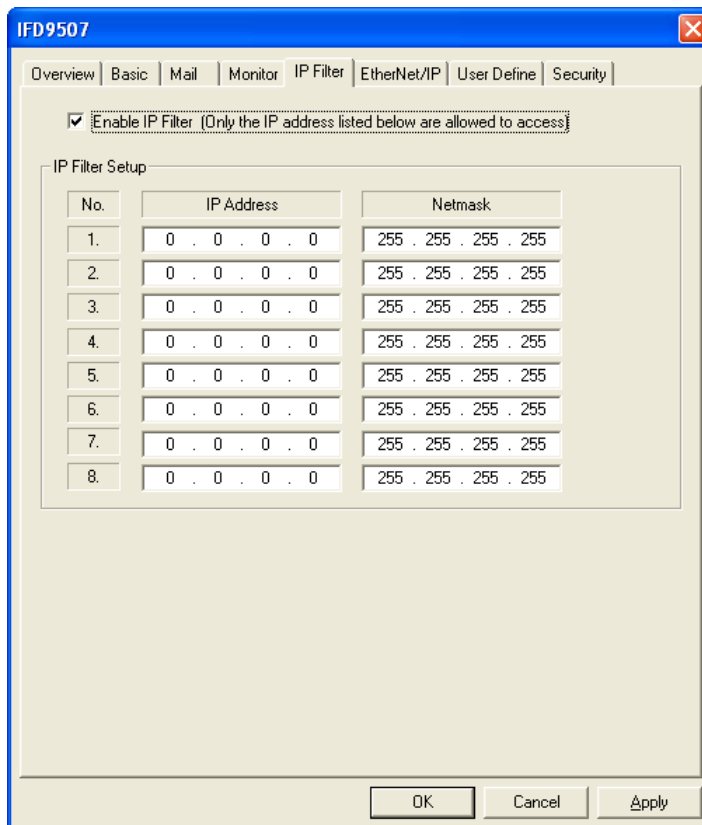 IFD9507
Overview Basic Mail Monitor IP Filter EtherNet/IP User Define Security
Enable IP Filter (Only the IP address listed below are allowed to access)
IP Filter Setup
No. IP Address Netmask
1. 0 . 0 . 0 . 0 255 . 255 . 255 . 255
2. 0 . 0 . 0 . 0 255 . 255 . 255 . 255
3. 0 . 0 . 0 . 0 255 . 255 . 255 . 255
4. 0 . 0 . 0 . 0 255 . 255 . 255 . 255
5. 0 . 0 . 0 . 0 255 . 255 . 255 . 255
6. 0 . 0 . 0 . 0 255 . 255 . 255 . 255
7. 0 . 0 . 0 . 0 255 . 255 . 255 . 255
8. 0 . 0 . 0 . 0 255 . 255 . 255 . 255
OK Cancel Apply